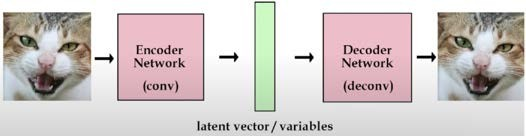 Encoder
Network
(conv)
Decoder
Network
(deconv)
latent vector / variables